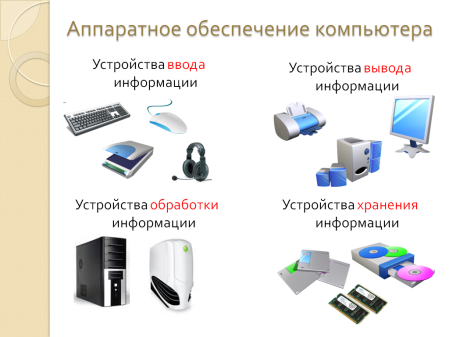 Аппаратное обеспечение компьютера
Устройства ввода
информации
Устройства вывода
информации
Устройства обработки
информации
Устройства хранения
информации